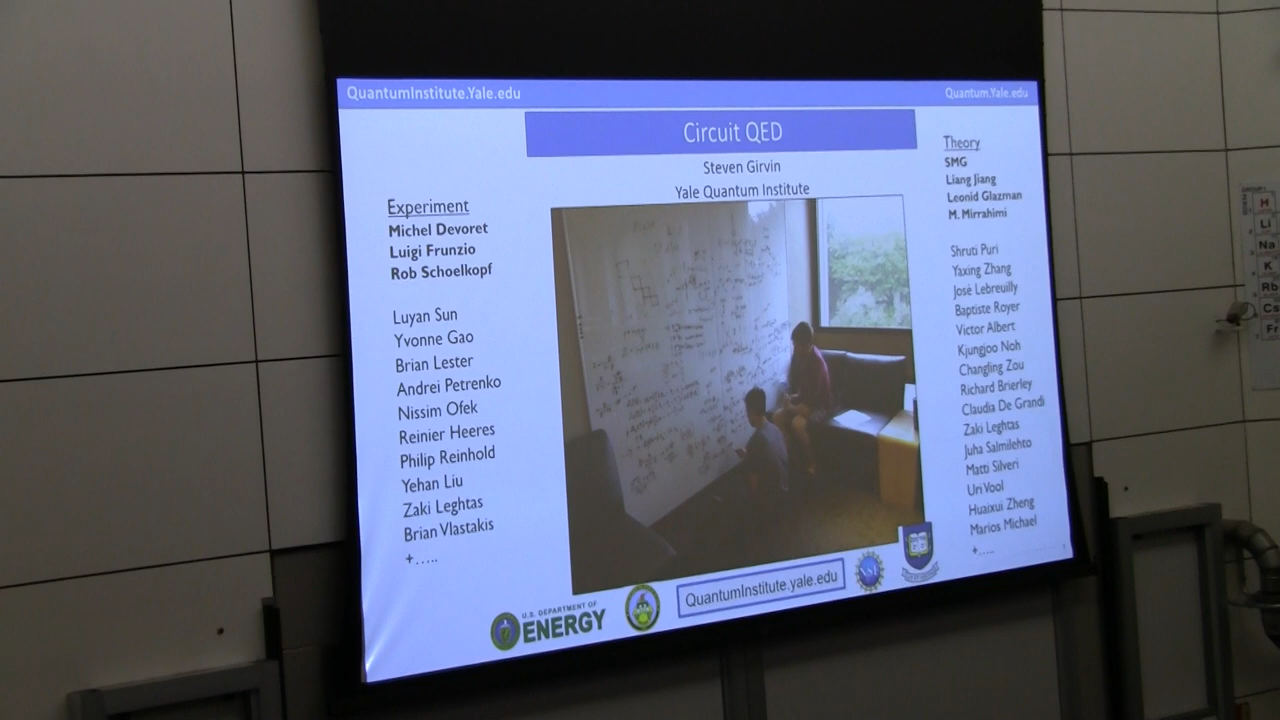 QuantumInstitute.Yale.edu
Quantum.Yale.edu
Circuit QED
Steven Girvin
Yale Quantum Institute
Experiment
Michel Devoret
Luigi Frunzio
Rob Schoelkopf
Luyan Sun
Yvonne Gao
Brian Lester
Andrei Petrenko
Nissim Ofek
Reinier Heeres
Philip Reinhold
Yehan Liu
Zaki Leghtas
Brian Vlastakis
+.....
Theory
SMG
Liang Jiang
Leonid Glazman
M. Mirrahimi
Shruti Puri
Yaxing Zhang
José Lebreuilly
Baptiste Royer
Victor Albert
Kjungjoo Noh
Changling Zou
Richard Brierley
Claudia De Grandi
Zaki Leghtas
Juha Salmilehto
Matti Silveri
Uri Vool
Huaixui Zheng
Marios Michael
+.....
U.S. DEPARTMENT OF
ENERGY
QuantumInstitute.yale.edu
NSF
H
Li
Na
K
Rb
Cs
Fr